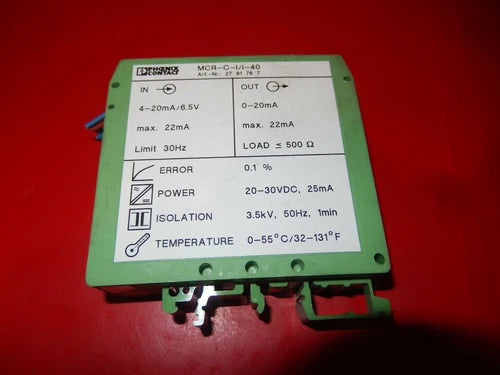 PHŒNIX CONTACT
MCR-C-I/I-40
Art.-Nr.: 27 81 78 7
IN
OUT
4-20mA/6.5V
0-20mA
max. 22mA
max. 22mA
Limit 30Hz
LOAD ≤ 500 Ω
ERROR 0.1 %
POWER 20-30VDC, 25mA
ISOLATION 3.5kV, 50Hz, 1min
TEMPERATURE 0-55°C/32-131°F